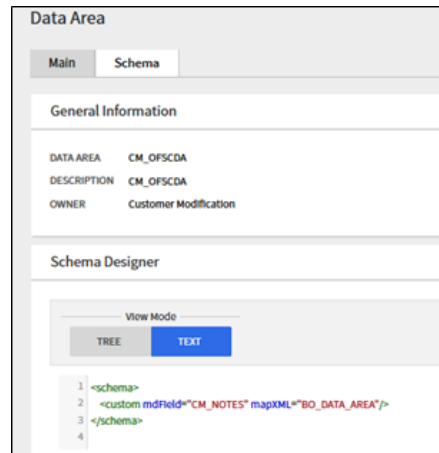 Data Area
Main Schema
General Information
DATA AREA CM_OFSCDA
DESCRIPTION CM_OFSCDA
OWNER Customer Modification
Schema Designer
View Mode
TREE TEXT
1 <schema>
2 <custom mdField="CM_NOTES" mapXML="BO_DATA_AREA"/>
3 </schema>
4